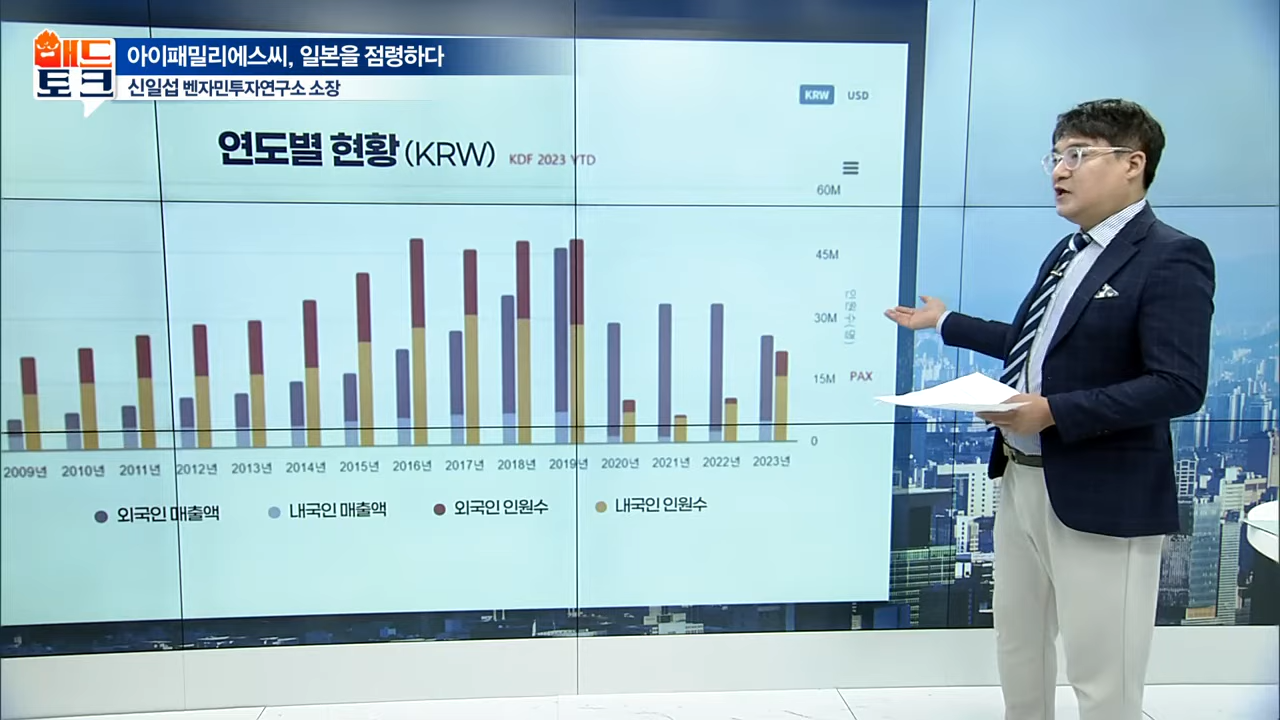 매드
토크
아이패밀리에스씨, 일본을 점령하다
신일섭 벤자민투자연구소 소장
KRW USD
연도별 현황 (KRW) KDF 2023 YTD
60M
45M
30M
15M
0
인원수(명)
PAX
2009년 2010년 2011년 2012년 2013년 2014년 2015년 2016년 2017년 2018년 2019년 2020년 2021년 2022년 2023년
외국인 매출액 내국인 매출액 외국인 인원수 내국인 인원수